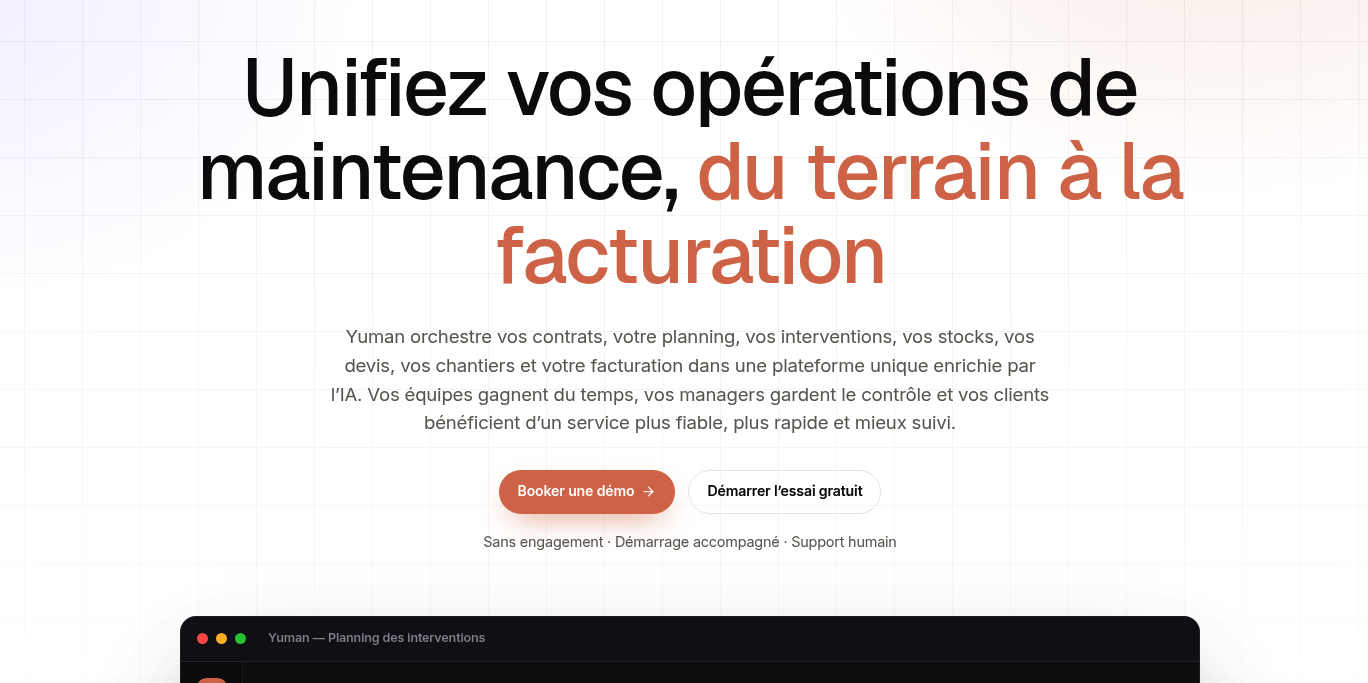 Unifiez vos opérations de
maintenance, du terrain à la
facturation
Yuman orchestre vos contrats, votre planning, vos interventions, vos stocks, vos
devis, vos chantiers et votre facturation dans une plateforme unique enrichie par
l’IA. Vos équipes gagnent du temps, vos managers gardent le contrôle et vos clients
bénéficient d’un service plus fiable, plus rapide et mieux suivi.
Booker une démo → Démarrer l’essai gratuit
Sans engagement · Démarrage accompagné · Support humain
Yuman — Planning des interventions